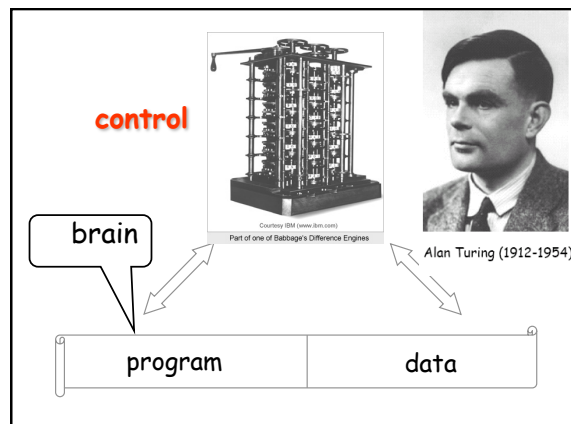 control
Courtesy IBM (www.ibm.com)
Part of one of Babbage's Difference Engines
Alan Turing (1912-1954)
brain
program
data